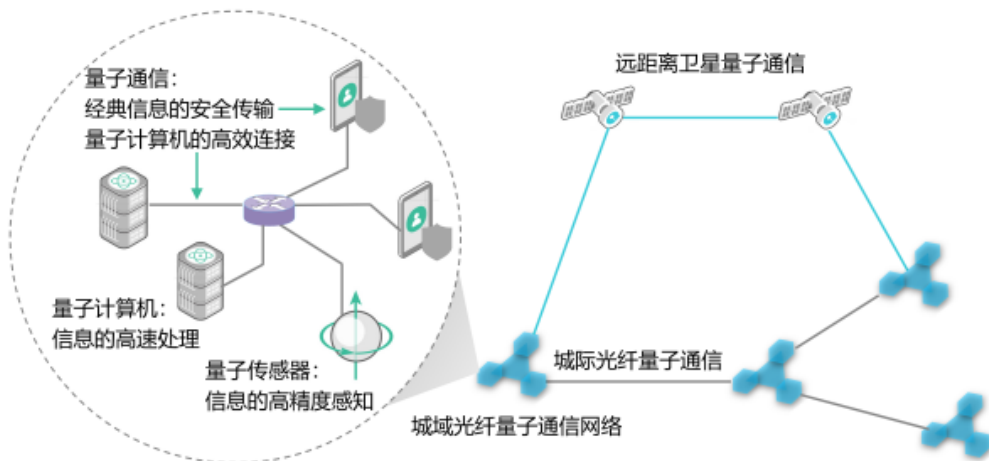 量子通信：
经典信息的安全传输
量子计算机的高效连接
量子计算机：
信息的高速处理
量子传感器：
信息的高精度感知
远距离卫星量子通信
城际光纤量子通信
城域光纤量子通信网络